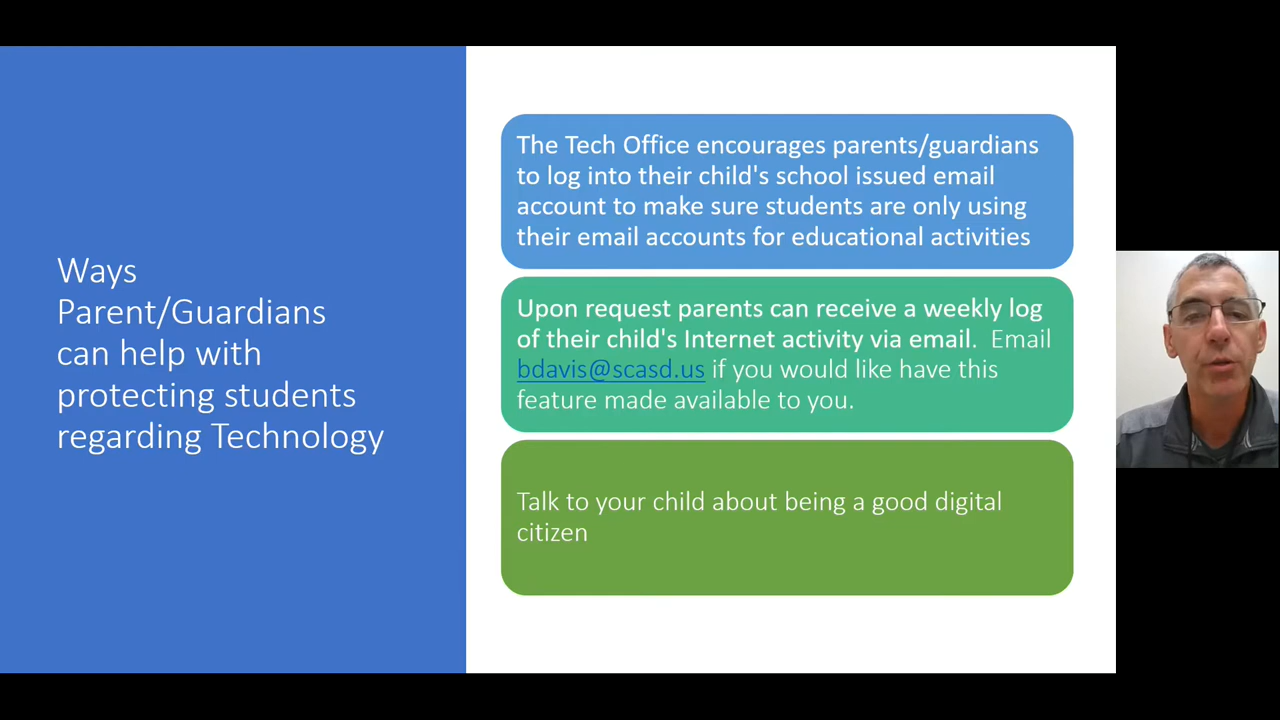 Ways
Parent/Guardians
can help with
protecting students
regarding Technology
The Tech Office encourages parents/guardians
to log into their child's school issued email
account to make sure students are only using
their email accounts for educational activities
Upon request parents can receive a weekly log
of their child's Internet activity via email. Email
bdavis@scasd.us if you would like have this
feature made available to you.
Talk to your child about being a good digital
citizen